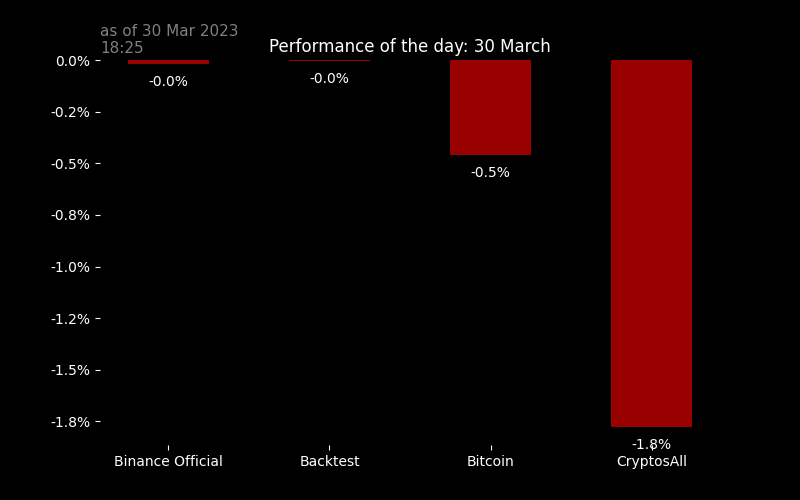 as of 30 Mar 2023
18:25
Performance of the day: 30 March
0.0%
-0.2%
-0.5%
-0.8%
-1.0%
-1.2%
-1.5%
-1.8%
-0.0%
-0.0%
-0.5%
-1.8%
Binance Official
Backtest
Bitcoin
CryptosAll